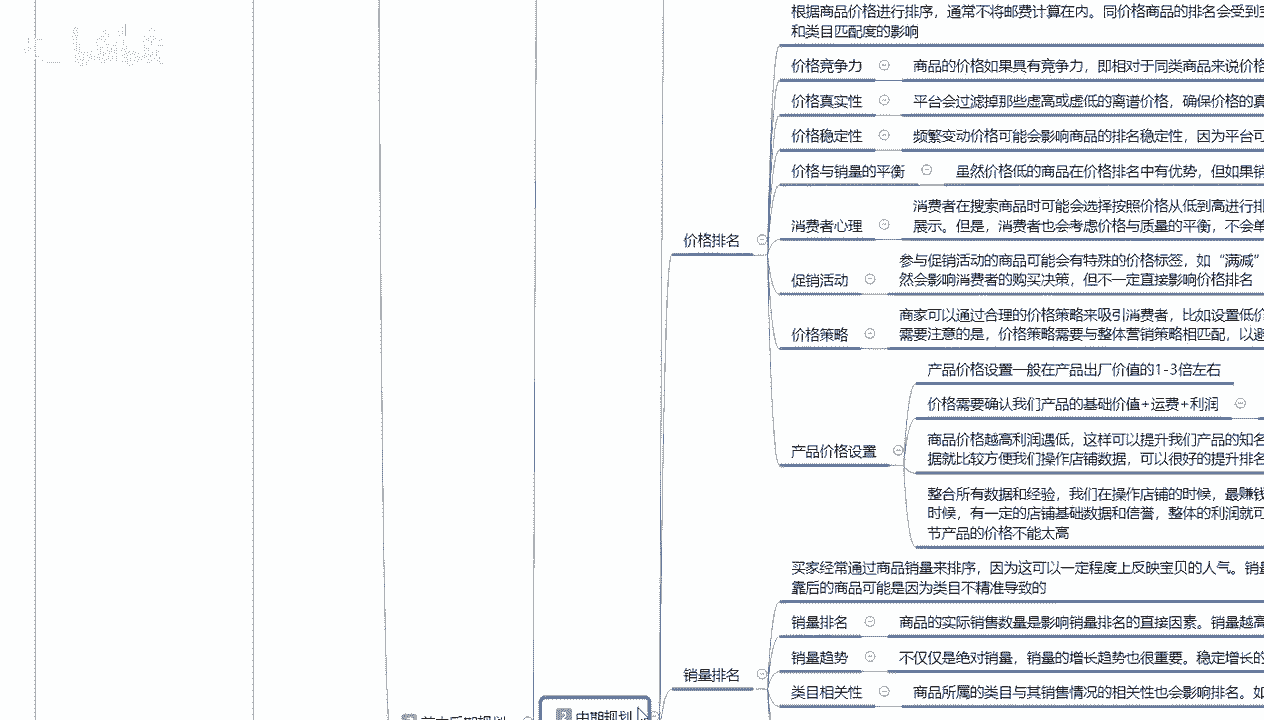 根据商品价格进行排序，通常不将邮费计算在内。同价格商品的排名会受到
和类目匹配度的影响
价格竞争力 商品的价格如果具有竞争力，即相对于同类商品来说价格
价格真实性 平台会过滤掉那些虚高或虚低的离谱价格，确保价格的真
价格稳定性 频繁变动价格可能会影响商品的排名稳定性，因为平台可
价格与销量的平衡 虽然价格低的商品在价格排名中有优势，但如果销
消费者在搜索商品时可能会选择按照价格从低到高进行排
消费者心理
展示。但是，消费者也会考虑价格与质量的平衡，不会单
价格排名
参与促销活动的商品可能会有特殊的价格标签，如“满减”
促销活动
然会影响消费者的购买决策，但不一定直接影响价格排名
商家可以通过合理的价格策略来吸引消费者，比如设置低价
价格策略
需要注意的是，价格策略需要与整体营销策略相匹配，以避
产品价格设置一般在产品出厂价值的1-3倍左右
价格需要确认我们产品的基础价值+运费+利润
商品价格越高利润遇低，这样可以提升我们产品的知名
产品价格设置
据就比较方便我们操作店铺数据，可以很好的提升排名
整合所有数据和经验，我们在操作店铺的时候，最赚钱
时候，有一定的店铺基础数据和信誉，整体的利润就可
节产品的价格不能太高
买家经常通过商品销量来排序，因为这可以一定程度上反映宝贝的人气。销量
靠后的商品可能是因为类目不精准导致的
销量排名 商品的实际销售数量是影响销量排名的直接因素。销量越高
销量趋势 不仅仅是绝对销量，销量的增长趋势也很重要。稳定增长的
销量排名
类目相关性 商品所属的类目与其销售情况的相关性也会影响排名。如
前中后期规划
2 中期规划